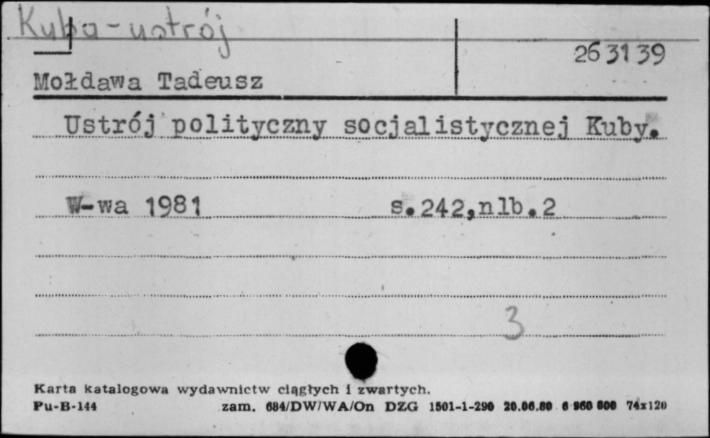 Kuba-ustrój
263139
Mołdawa Tadeusz
Ustrój polityczny socjalistycznej Kuby.
W-wa 1981 s.242,nlb.2
3
Karta katalogowa wydawnictw ciągłych i zwartych.
Pu-B-144 zam. 684/DW/WA/On DZG 1501-1-290 20.06.80 6 960 000 74x120